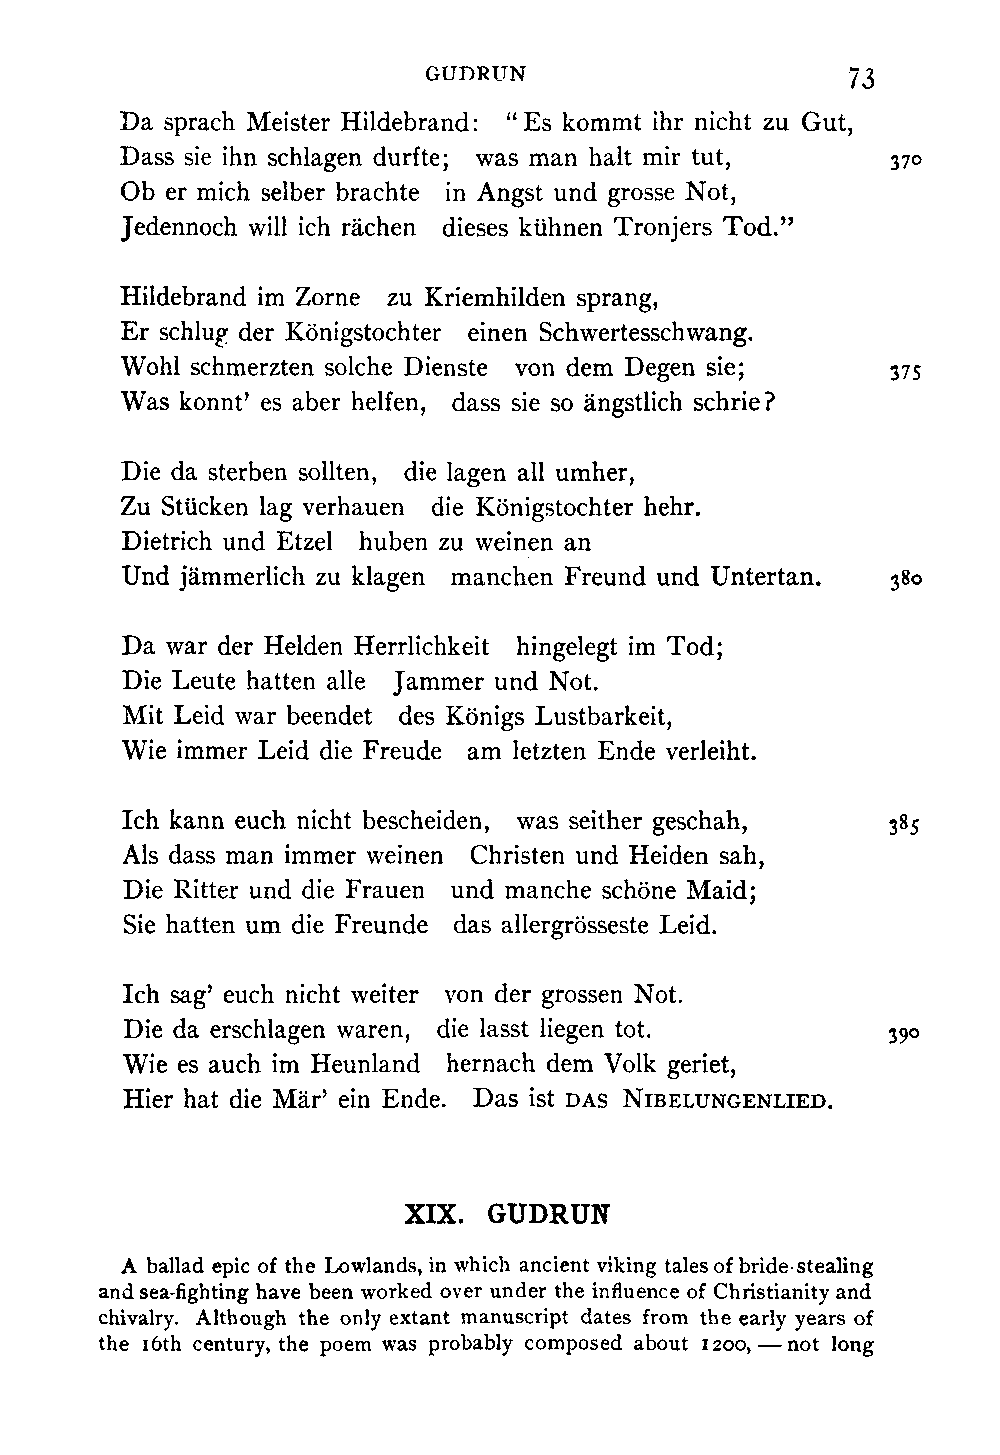 GUDRUN 73
Da sprach Meister Hildebrand: “Es kommt ihr nicht zu Gut,
Dass sie ihn schlagen durfte; was man halt mir tut, 370
Ob er mich selber brachte in Angst und grosse Not,
Jedennoch will ich rächen dieses kühnen Tronjers Tod.”
Hildebrand im Zorne zu Kriemhilden sprang,
Er schlug der Königstochter einen Schwertesschwang.
Wohl schmerzten solche Dienste von dem Degen sie; 375
Was konnt’ es aber helfen, dass sie so ängstlich schrie?
Die da sterben sollten, die lagen all umher,
Zu Stücken lag verhauen die Königstochter hehr.
Dietrich und Etzel huben zu weinen an
Und jämmerlich zu klagen manchen Freund und Untertan. 380
Da war der Helden Herrlichkeit hingelegt im Tod;
Die Leute hatten alle Jammer und Not.
Mit Leid war beendet des Königs Lustbarkeit,
Wie immer Leid die Freude am letzten Ende verleiht.
Ich kann euch nicht bescheiden, was seither geschah, 385
Als dass man immer weinen Christen und Heiden sah,
Die Ritter und die Frauen und manche schöne Maid;
Sie hatten um die Freunde das allergrösseste Leid.
Ich sag’ euch nicht weiter von der grossen Not.
Die da erschlagen waren, die lasst liegen tot. 390
Wie es auch im Heunland hernach dem Volk geriet,
Hier hat die Mär’ ein Ende. Das ist DAS NIBELUNGENLIED.
XIX. GUDRUN
A ballad epic of the Lowlands, in which ancient viking tales of bride-stealing
and sea-fighting have been worked over under the influence of Christianity and
chivalry. Although the only extant manuscript dates from the early years of
the 16th century, the poem was probably composed about 1200, — not long